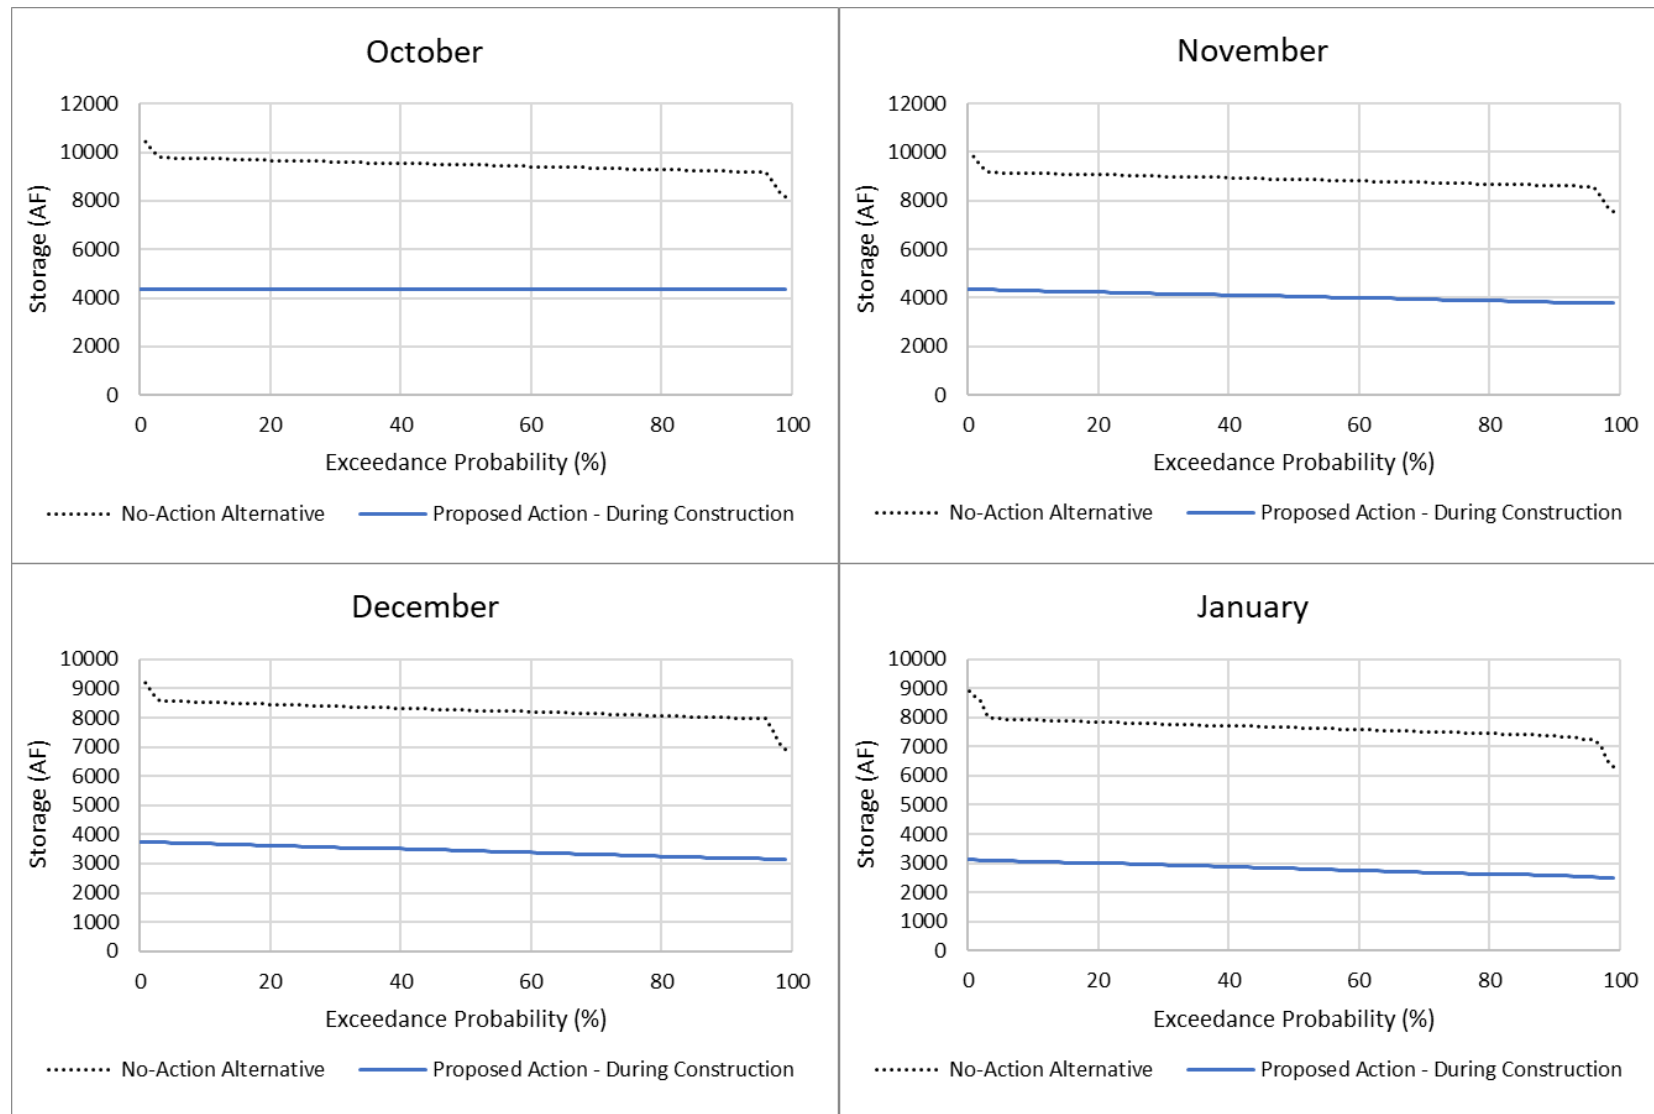 October
12000
10000
8000
6000
4000
2000
0
Storage (AF)
0 20 40 60 80 100
Exceedance Probability (%)
No-Action Alternative Proposed Action - During Construction
November
12000
10000
8000
6000
4000
2000
0
Storage (AF)
0 20 40 60 80 100
Exceedance Probability (%)
No-Action Alternative Proposed Action - During Construction
December
10000
9000
8000
7000
6000
5000
4000
3000
2000
1000
0
Storage (AF)
0 20 40 60 80 100
Exceedance Probability (%)
No-Action Alternative Proposed Action - During Construction
January
10000
9000
8000
7000
6000
5000
4000
3000
2000
1000
0
Storage (AF)
0 20 40 60 80 100
Exceedance Probability (%)
No-Action Alternative Proposed Action - During Construction